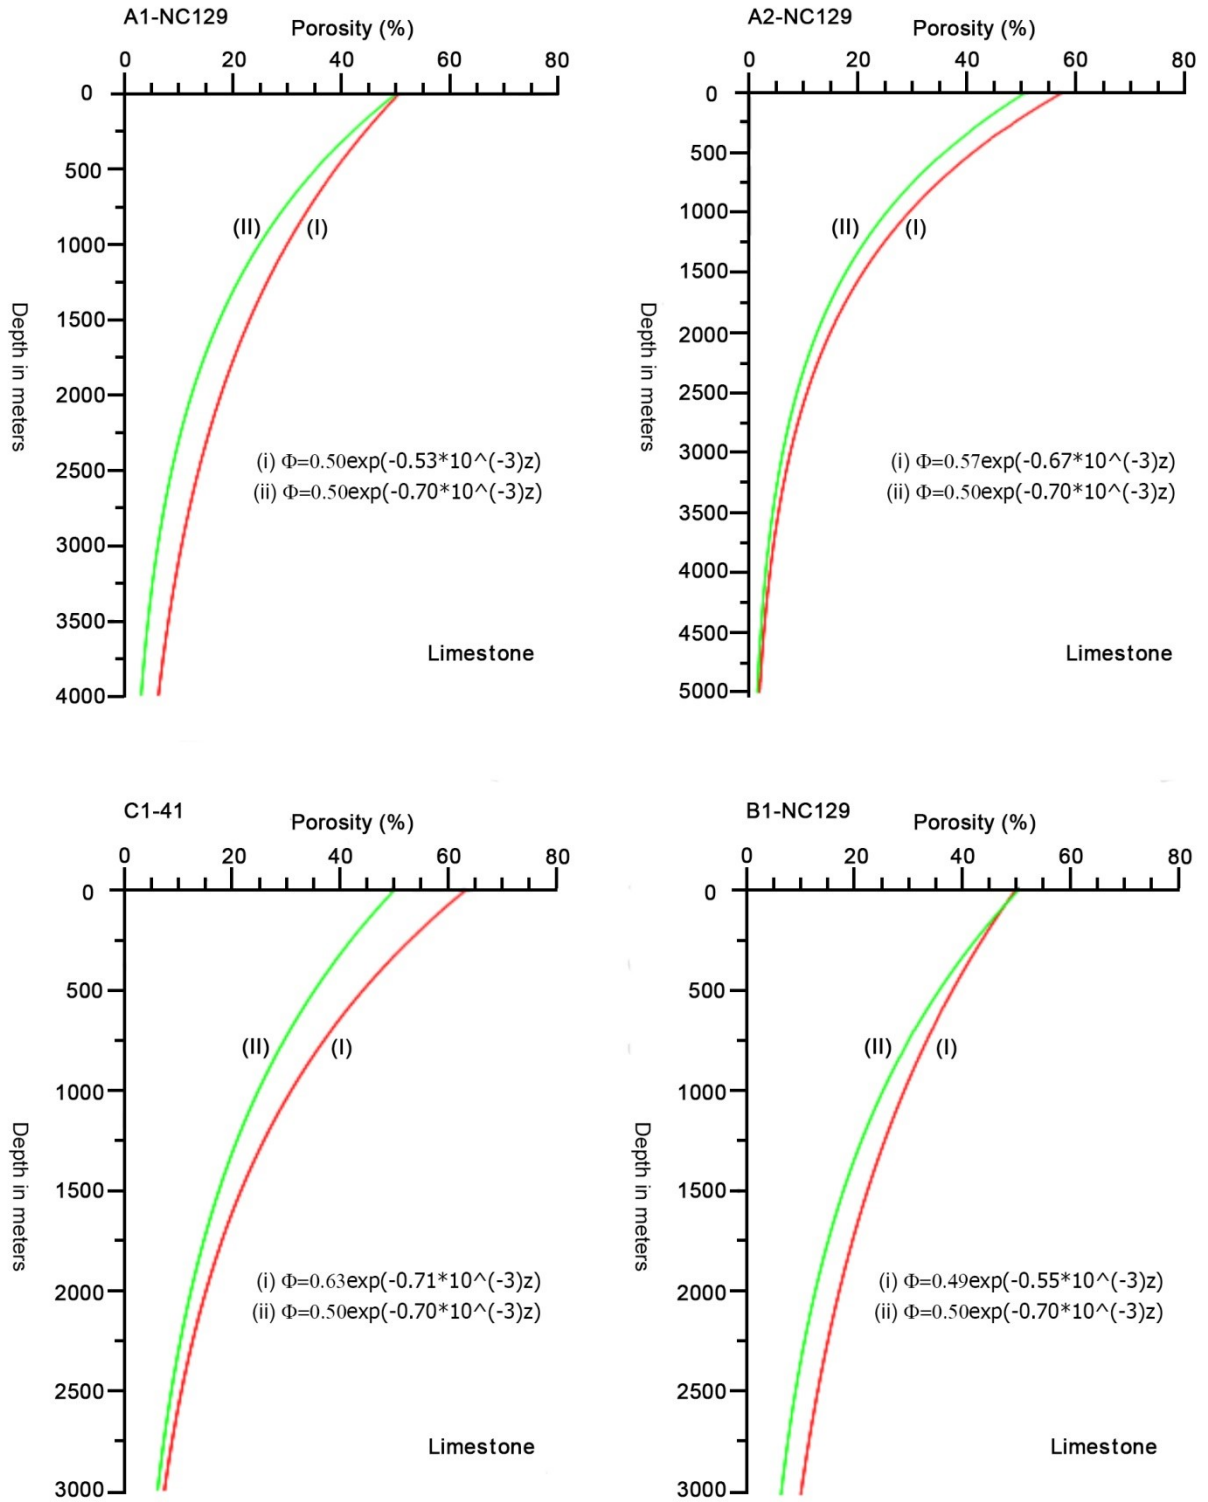 A1-NC129
Porosity (%)
0 20 40 60 80
0
500
1000
1500
2000
2500
3000
3500
4000
Depth in meters
(II) (I)
(i) Φ=0.50exp(-0.53*10^(-3)z)
(ii) Φ=0.50exp(-0.70*10^(-3)z)
Limestone
A2-NC129
Porosity (%)
0 20 40 60 80
0
500
1000
1500
2000
2500
3000
3500
4000
4500
5000
Depth in meters
(II) (I)
(i) Φ=0.57exp(-0.67*10^(-3)z)
(ii) Φ=0.50exp(-0.70*10^(-3)z)
Limestone
C1-41
Porosity (%)
0 20 40 60 80
0
500
1000
1500
2000
2500
3000
Depth in meters
(II) (I)
(i) Φ=0.63exp(-0.71*10^(-3)z)
(ii) Φ=0.50exp(-0.70*10^(-3)z)
Limestone
B1-NC129
Porosity (%)
0 20 40 60 80
0
500
1000
1500
2000
2500
3000
Depth in meters
(II) (I)
(i) Φ=0.49exp(-0.55*10^(-3)z)
(ii) Φ=0.50exp(-0.70*10^(-3)z)
Limestone